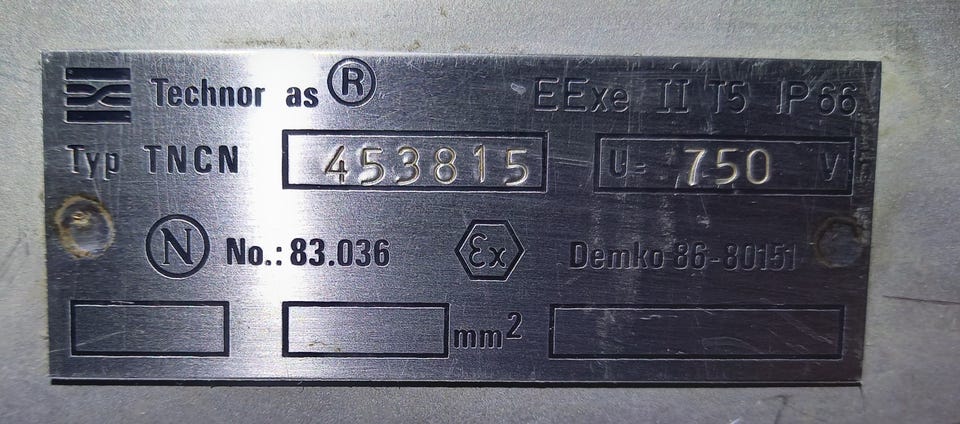 Technor as ® EExe II T5 IP66
Typ TNCN 453815 U= 750 V
N No.: 83.036 Ex Demko 86-80151
mm²